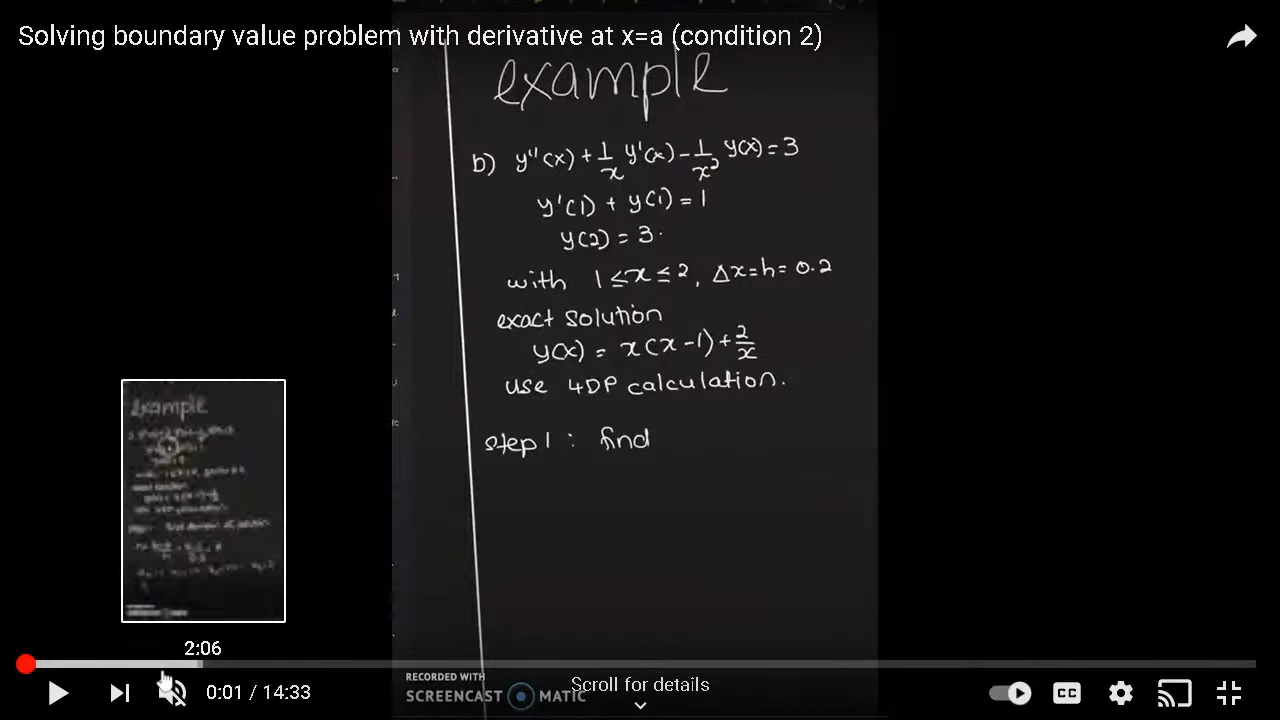 Solving boundary value problem with derivative at x=a (condition 2)
example
b) y''(x) + 1/x y'(x) - 1/x² y(x) = 3
y'(1) + y(1) = 1
y(2) = 3.
with 1 ≤ x ≤ 2, Δx = h = 0.2
exact solution
y(x) = x(x-1) + 2/x
use 4DP calculation.
step 1 : find
example
2:06
0:01 / 14:33
RECORDED WITH
SCREENCAST MATIC
Scroll for details
CC